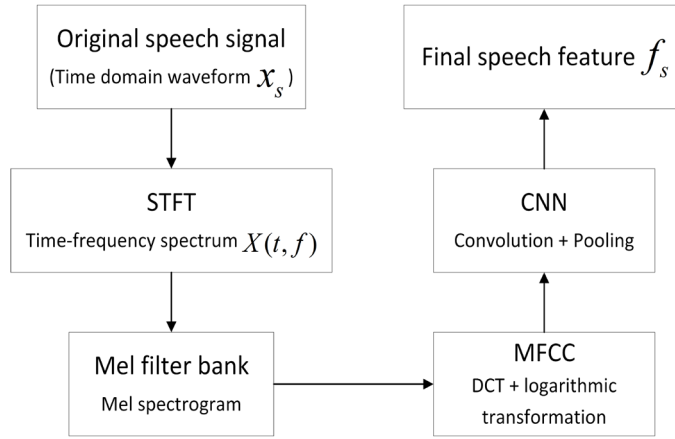 Original speech signal
(Time domain waveform x_s)
STFT
Time-frequency spectrum X(t, f)
Mel filter bank
Mel spectrogram
MFCC
DCT + logarithmic
transformation
CNN
Convolution + Pooling
Final speech feature f_s